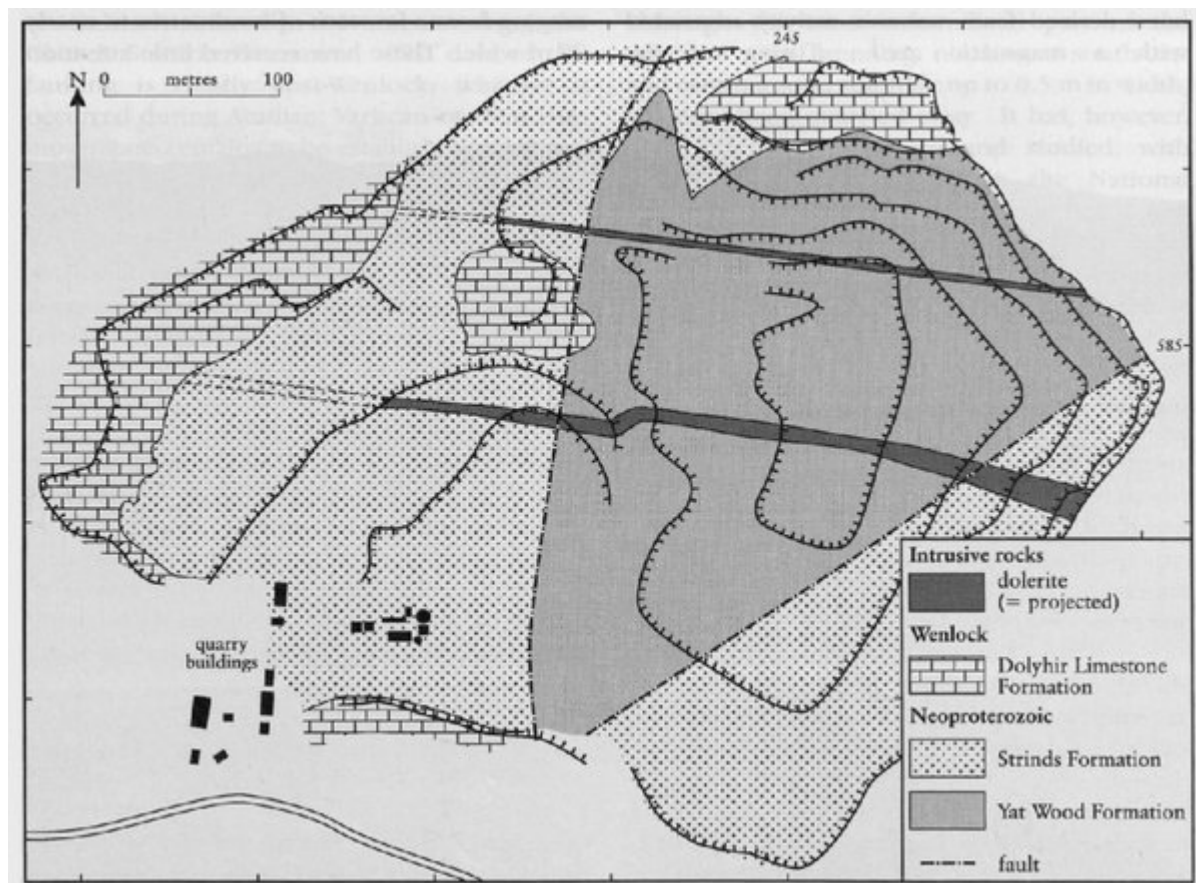 245
N
0 metres 100
585
quarry
buildings
Intrusive rocks
dolerite
(= projected)
Wenlock
Dolyhir Limestone
Formation
Neoproterozoic
Strinds Formation
Yat Wood Formation
fault